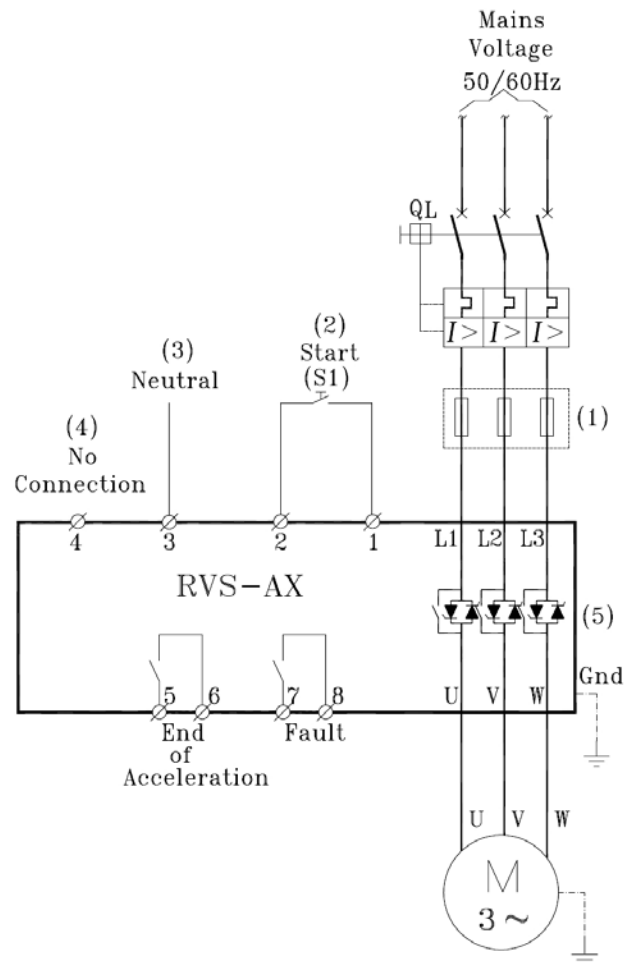 Mains
Voltage
50/60Hz
QL
I> I> I>
(1)
(2)
Start
(S1)
(3)
Neutral
(4)
No
Connection
4 3 2 1 L1 L2 L3
RVS-AX
(5)
Gnd
5 6 7 8 U V W
End
of
Acceleration
Fault
U V W
M
3~